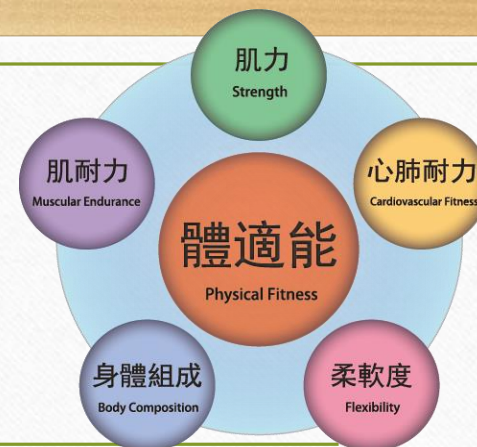 肌力
Strength
肌耐力
Muscular Endurance
心肺耐力
Cardiovascular Fitness
體適能
Physical Fitness
身體組成
Body Composition
柔軟度
Flexibility